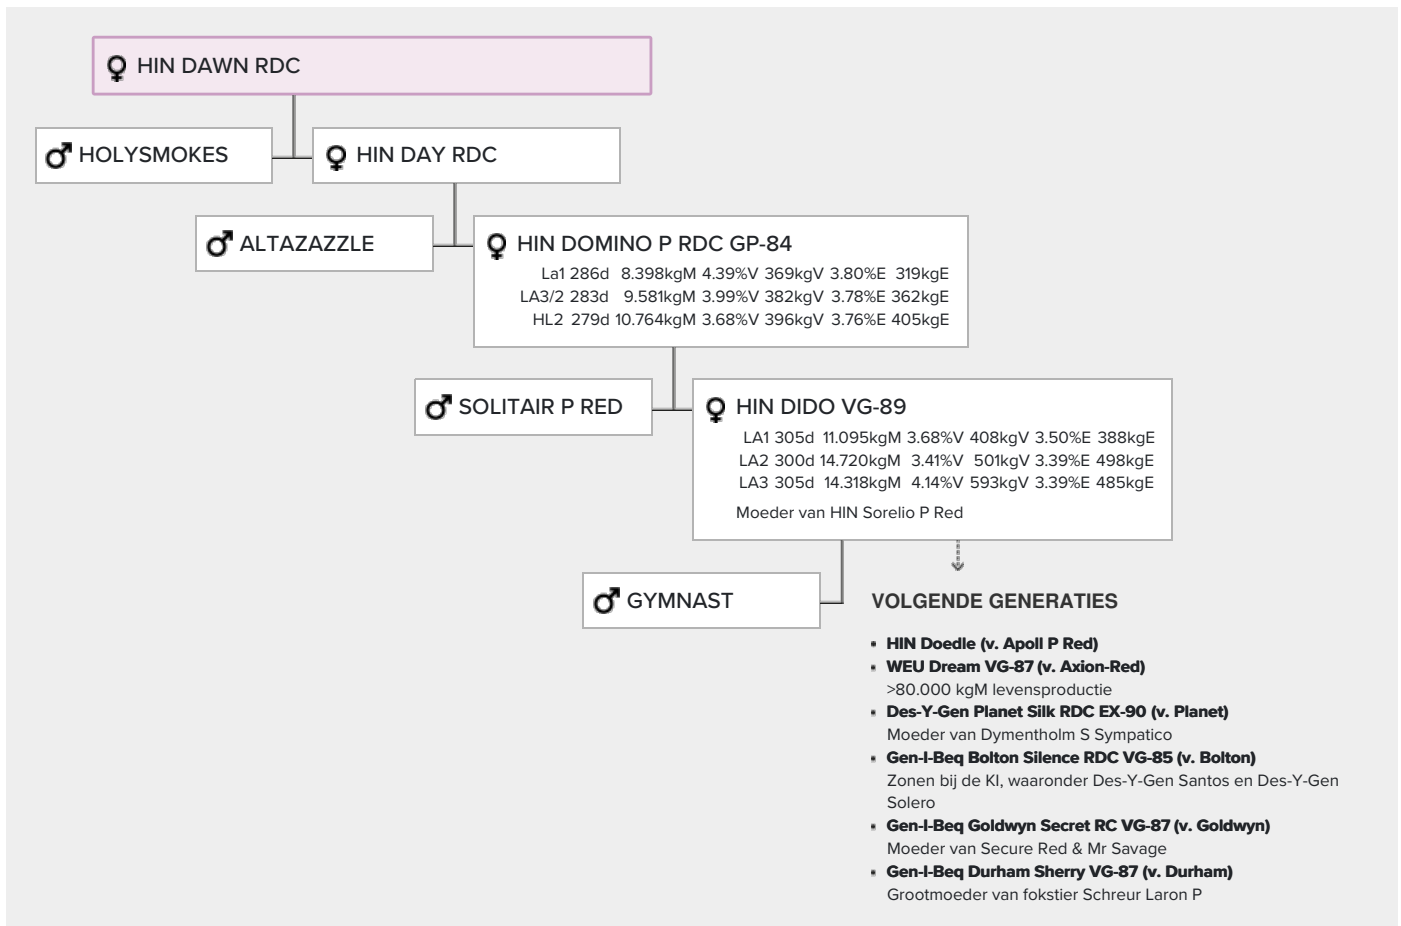 HIN DAWN RDC
HOLYSMOKES
HIN DAY RDC
ALTAZAZZLE
HIN DOMINO P RDC GP-84
La1 286d 8.398kgM 4.39%V 369kgV 3.80%E 319kgE
LA3/2 283d 9.581kgM 3.99%V 382kgV 3.78%E 362kgE
HL2 279d 10.764kgM 3.68%V 396kgV 3.76%E 405kgE
SOLITAIR P RED
HIN DIDO VG-89
LA1 305d 11.095kgM 3.68%V 408kgV 3.50%E 388kgE
LA2 300d 14.720kgM 3.41%V 501kgV 3.39%E 498kgE
LA3 305d 14.318kgM 4.14%V 593kgV 3.39%E 485kgE
Moeder van HIN Sorelio P Red
GYMNAST
VOLGENDE GENERATIES
HIN Doedle (v. Apoll P Red)
WEU Dream VG-87 (v. Axion-Red)
>80.000 kgM levensproductie
Des-Y-Gen Planet Silk RDC EX-90 (v. Planet)
Moeder van Dymentholm S Sympatico
Gen-I-Beq Bolton Silence RDC VG-85 (v. Bolton)
Zonen bij de KI, waaronder Des-Y-Gen Santos en Des-Y-Gen
Solero
Gen-I-Beq Goldwyn Secret RC VG-87 (v. Goldwyn)
Moeder van Secure Red & Mr Savage
Gen-I-Beq Durham Sherry VG-87 (v. Durham)
Grootmoeder van fokstier Schreur Laron P